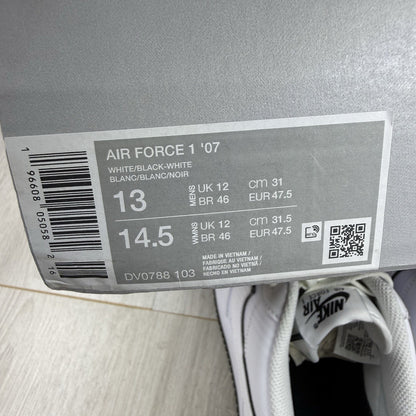 AIR FORCE 1 '07
WHITE/BLACK-WHITE
BLANC/BLANC/NOIR
13 MENS UK 12 CM 31
BR 46 EUR 47.5
14.5 WMNS UK 12 CM 31.5
BR 46 EUR 47.5
DV0788 103
MADE IN VIETNAM /
FABRIQUÉ AU VIETNAM /
FABRICADO NO VIETNÃ /
HECHO EN VIETNAM
1 96608 05058 2
NIKE
AIR